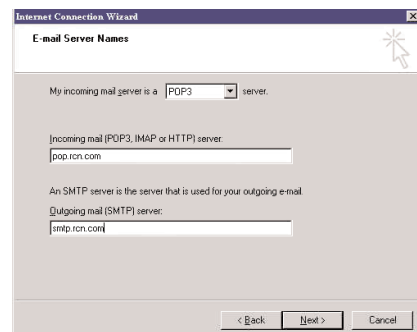 Internet Connection Wizard
E-mail Server Names
My incoming mail server is a POP3 server.
Incoming mail (POP3, IMAP or HTTP) server:
pop.rcn.com
An SMTP server is the server that is used for your outgoing e-mail.
Outgoing mail (SMTP) server:
smtp.rcn.com
< Back Next > Cancel